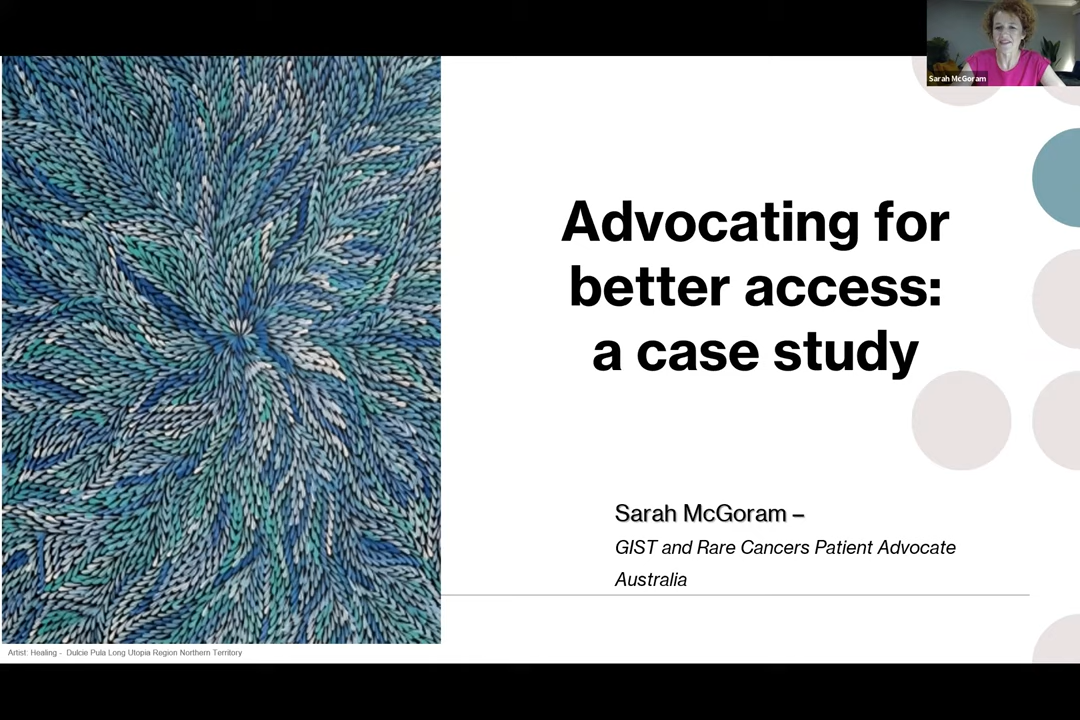 Sarah McGoram
Advocating for
better access:
a case study
Sarah McGoram –
GIST and Rare Cancers Patient Advocate
Australia
Artist: Healing - Dulcie Pula Long Utopia Region Northern Territory